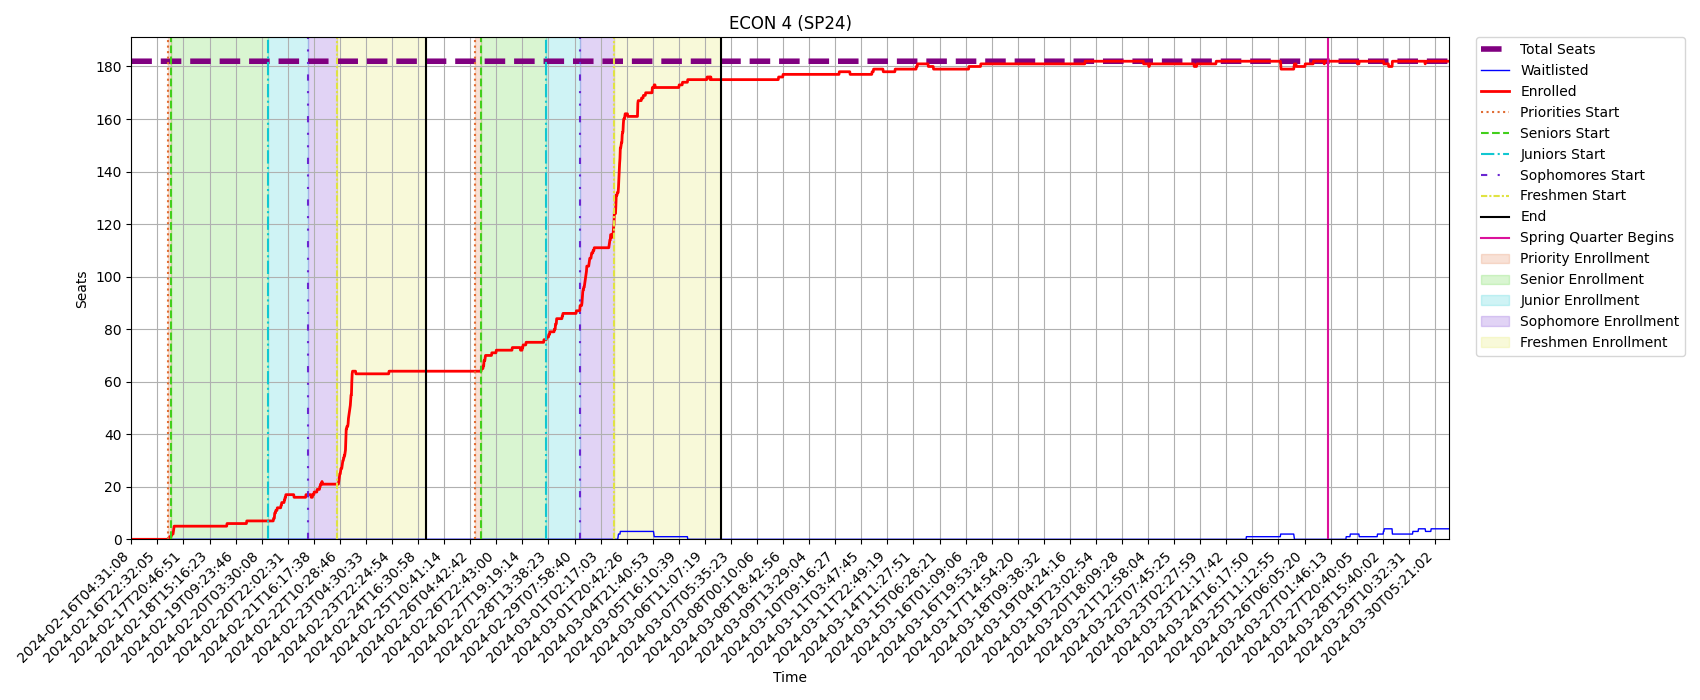 ECON 4 (SP24)
Seats
180
160
140
120
100
80
60
40
20
0
2024-02-16T04:31:08
2024-02-16T22:32:05
2024-02-17T20:46:51
2024-02-18T15:16:23
2024-02-19T09:23:46
2024-02-20T03:30:09
2024-02-20T22:02:31
2024-02-21T16:17:38
2024-02-22T10:28:46
2024-02-23T04:30:33
2024-02-23T22:24:54
2024-02-24T16:30:58
2024-02-25T10:41:14
2024-02-26T04:42:42
2024-02-26T22:43:00
2024-02-27T19:19:14
2024-02-28T13:38:23
2024-02-29T07:58:40
2024-03-01T02:17:03
2024-03-01T20:42:26
2024-03-04T21:40:53
2024-03-05T16:10:39
2024-03-06T11:07:19
2024-03-07T05:35:23
2024-03-08T00:10:06
2024-03-08T18:42:56
2024-03-09T13:29:04
2024-03-10T09:16:27
2024-03-11T03:47:45
2024-03-11T22:49:19
2024-03-14T11:27:51
2024-03-15T06:28:21
2024-03-16T01:09:06
2024-03-16T19:53:28
2024-03-17T14:54:20
2024-03-18T09:38:32
2024-03-19T04:24:16
2024-03-19T23:02:54
2024-03-20T18:09:28
2024-03-21T12:58:04
2024-03-22T07:45:25
2024-03-23T02:27:59
2024-03-23T21:17:42
2024-03-24T16:17:50
2024-03-25T11:12:55
2024-03-26T06:05:20
2024-03-27T01:46:13
2024-03-27T20:40:05
2024-03-28T15:40:02
2024-03-29T10:32:31
2024-03-30T05:21:02
Time
Total Seats
Waitlisted
Enrolled
Priorities Start
Seniors Start
Juniors Start
Sophomores Start
Freshmen Start
End
Spring Quarter Begins
Priority Enrollment
Senior Enrollment
Junior Enrollment
Sophomore Enrollment
Freshmen Enrollment